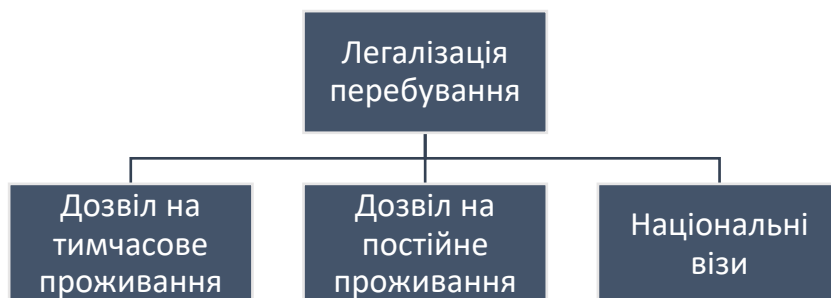 Легалізація
перебування
Дозвіл на
тимчасове
проживання
Дозвіл на
постійне
проживання
Національні
візи